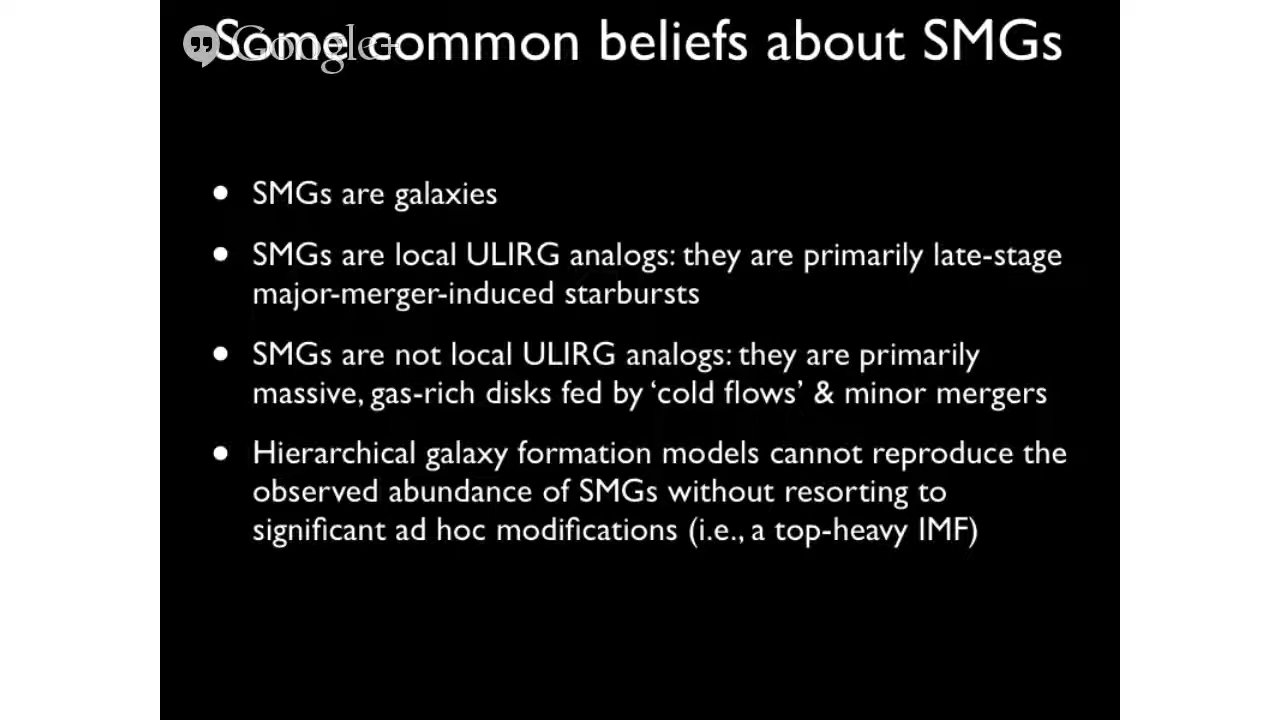 Some common beliefs about SMGs
Google+
• SMGs are galaxies
• SMGs are local ULIRG analogs: they are primarily late-stage
major-merger-induced starbursts
• SMGs are not local ULIRG analogs: they are primarily
massive, gas-rich disks fed by ‘cold flows’ & minor mergers
• Hierarchical galaxy formation models cannot reproduce the
observed abundance of SMGs without resorting to
significant ad hoc modifications (i.e., a top-heavy IMF)